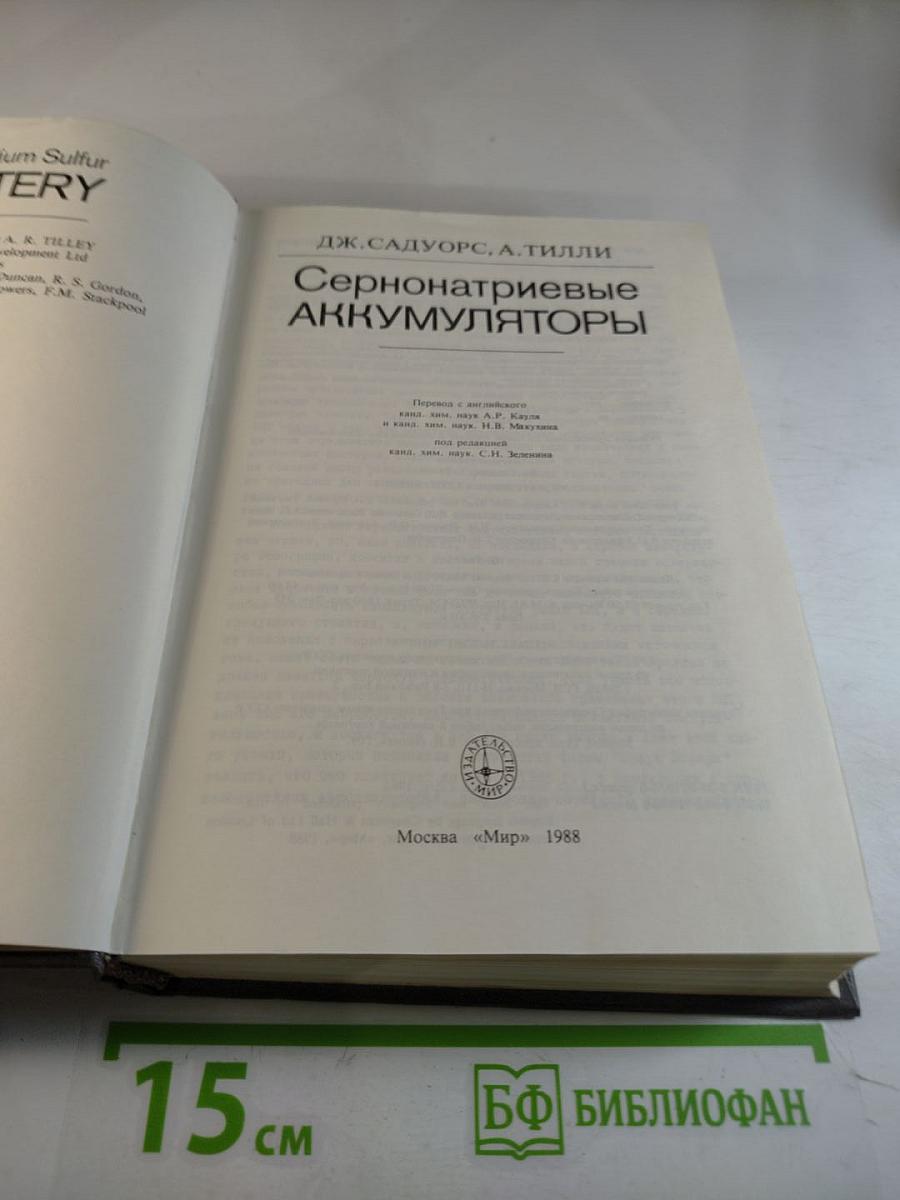 ium Sulfur
TERY
A. R. TILLEY
velopment Ltd
Duncan, R. S. Gordon,
owers, F.M. Stackpool
ДЖ. САДУОРС, А. ТИЛЛИ
Сернонатриевые
АККУМУЛЯТОРЫ
Перевод с английского
канд. хим. наук А.Р. Кауля
и канд. хим. наук. Н.В. Макухина
под редакцией
канд. хим. наук. С.Н. Зеленина
ИЗДАТЕЛЬСТВО
МИР
Москва «Мир» 1988
15 см
БФ БИБЛИОФАН